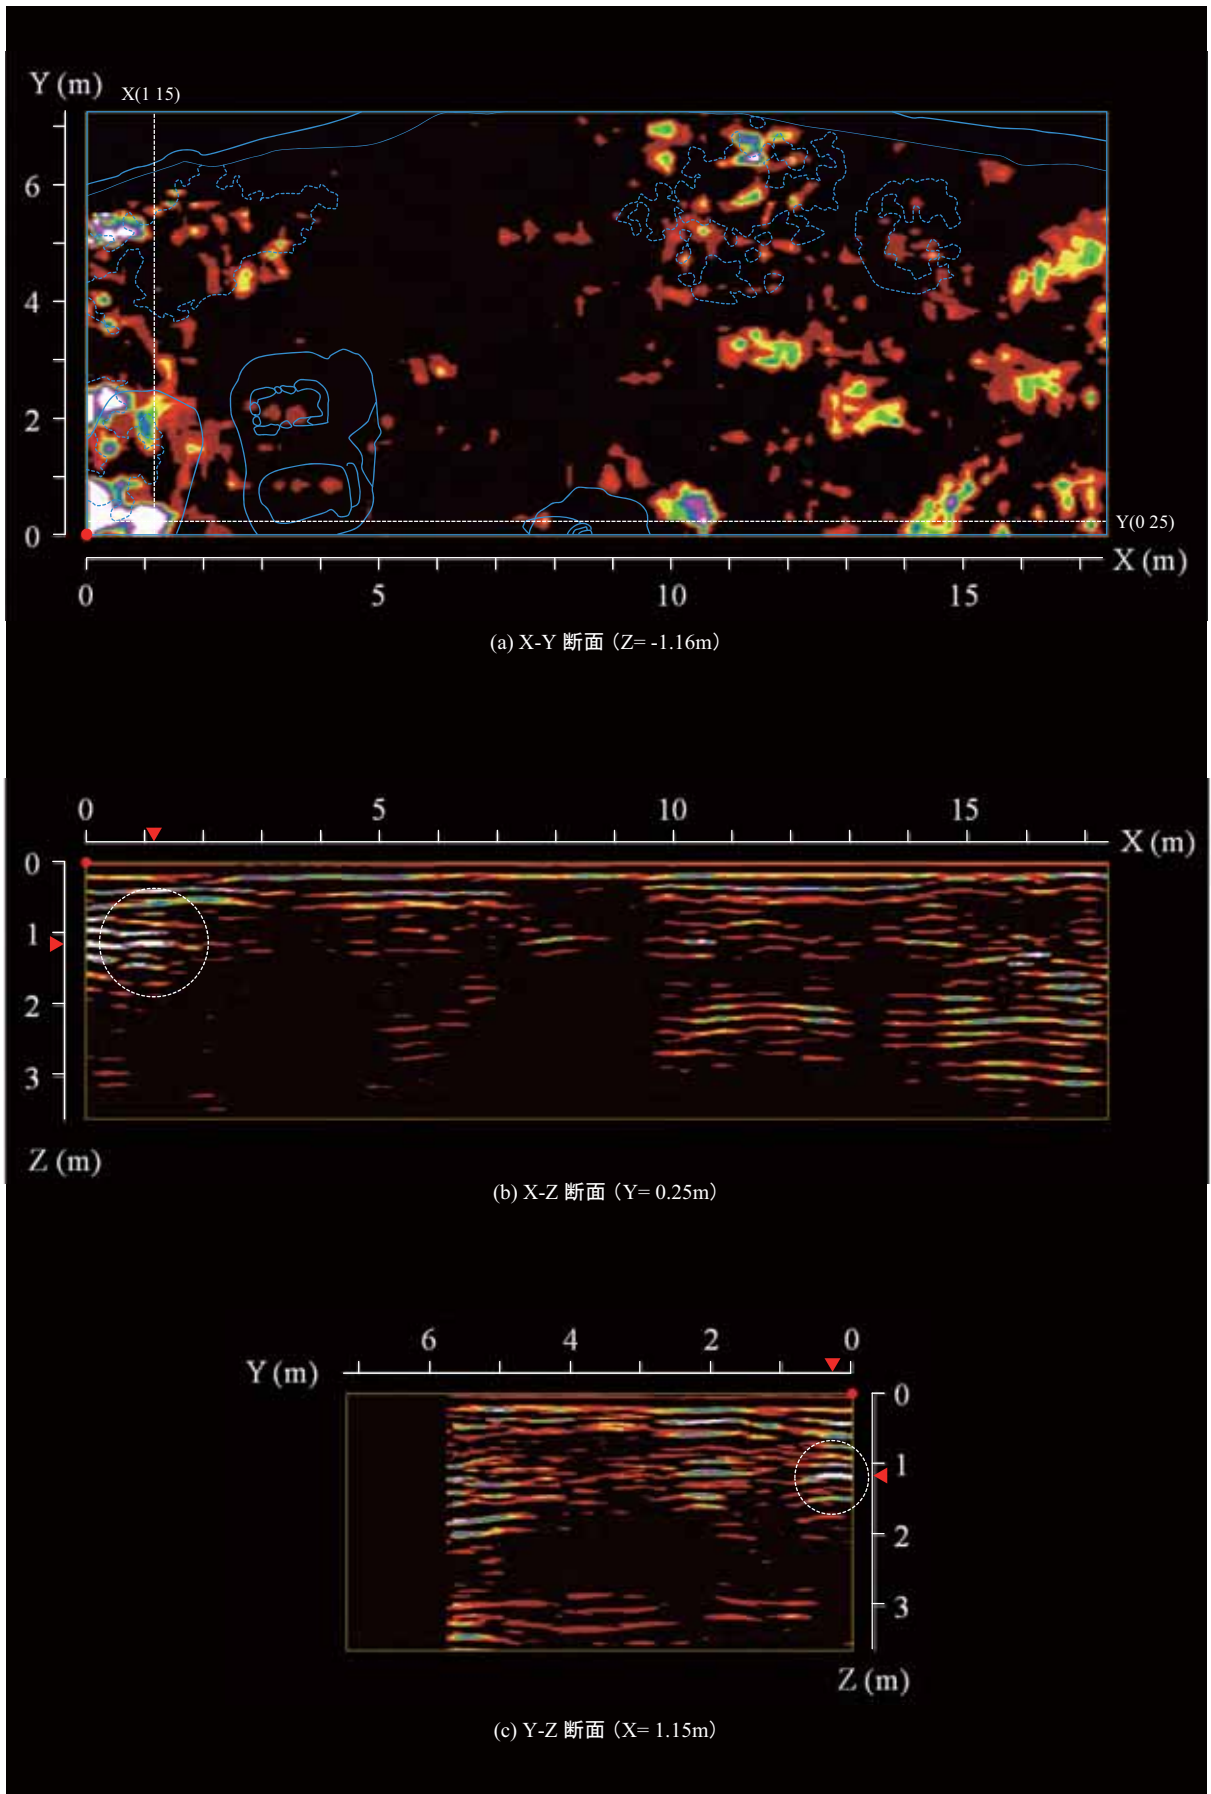 Y (m)
X(1 15)
6
4
2
0
Y(0 25)
X (m)
0 5 10 15
(a) X-Y 断面（Z= -1.16m）
0 5 10 15
X (m)
0
1
2
3
Z (m)
(b) X-Z 断面（Y= 0.25m）
6 4 2 0
Y (m)
0
1
2
3
Z (m)
(c) Y-Z 断面（X= 1.15m）